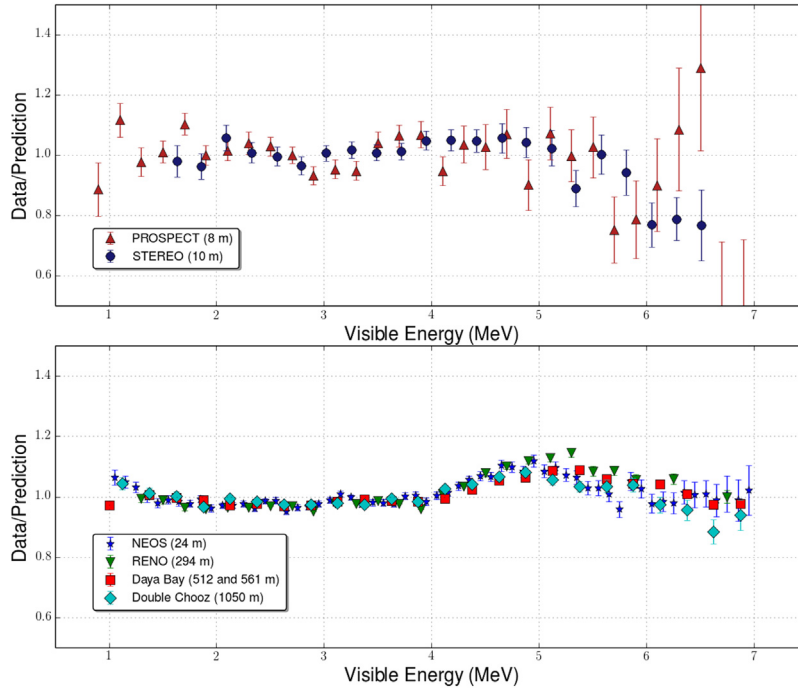 1.4
1.2
1.0
0.8
0.6
Data/Prediction
PROSPECT (8 m)
STEREO (10 m)
1 2 3 4 5 6 7
Visible Energy (MeV)
1.4
1.2
1.0
0.8
0.6
Data/Prediction
NEOS (24 m)
RENO (294 m)
Daya Bay (512 and 561 m)
Double Chooz (1050 m)
1 2 3 4 5 6 7
Visible Energy (MeV)